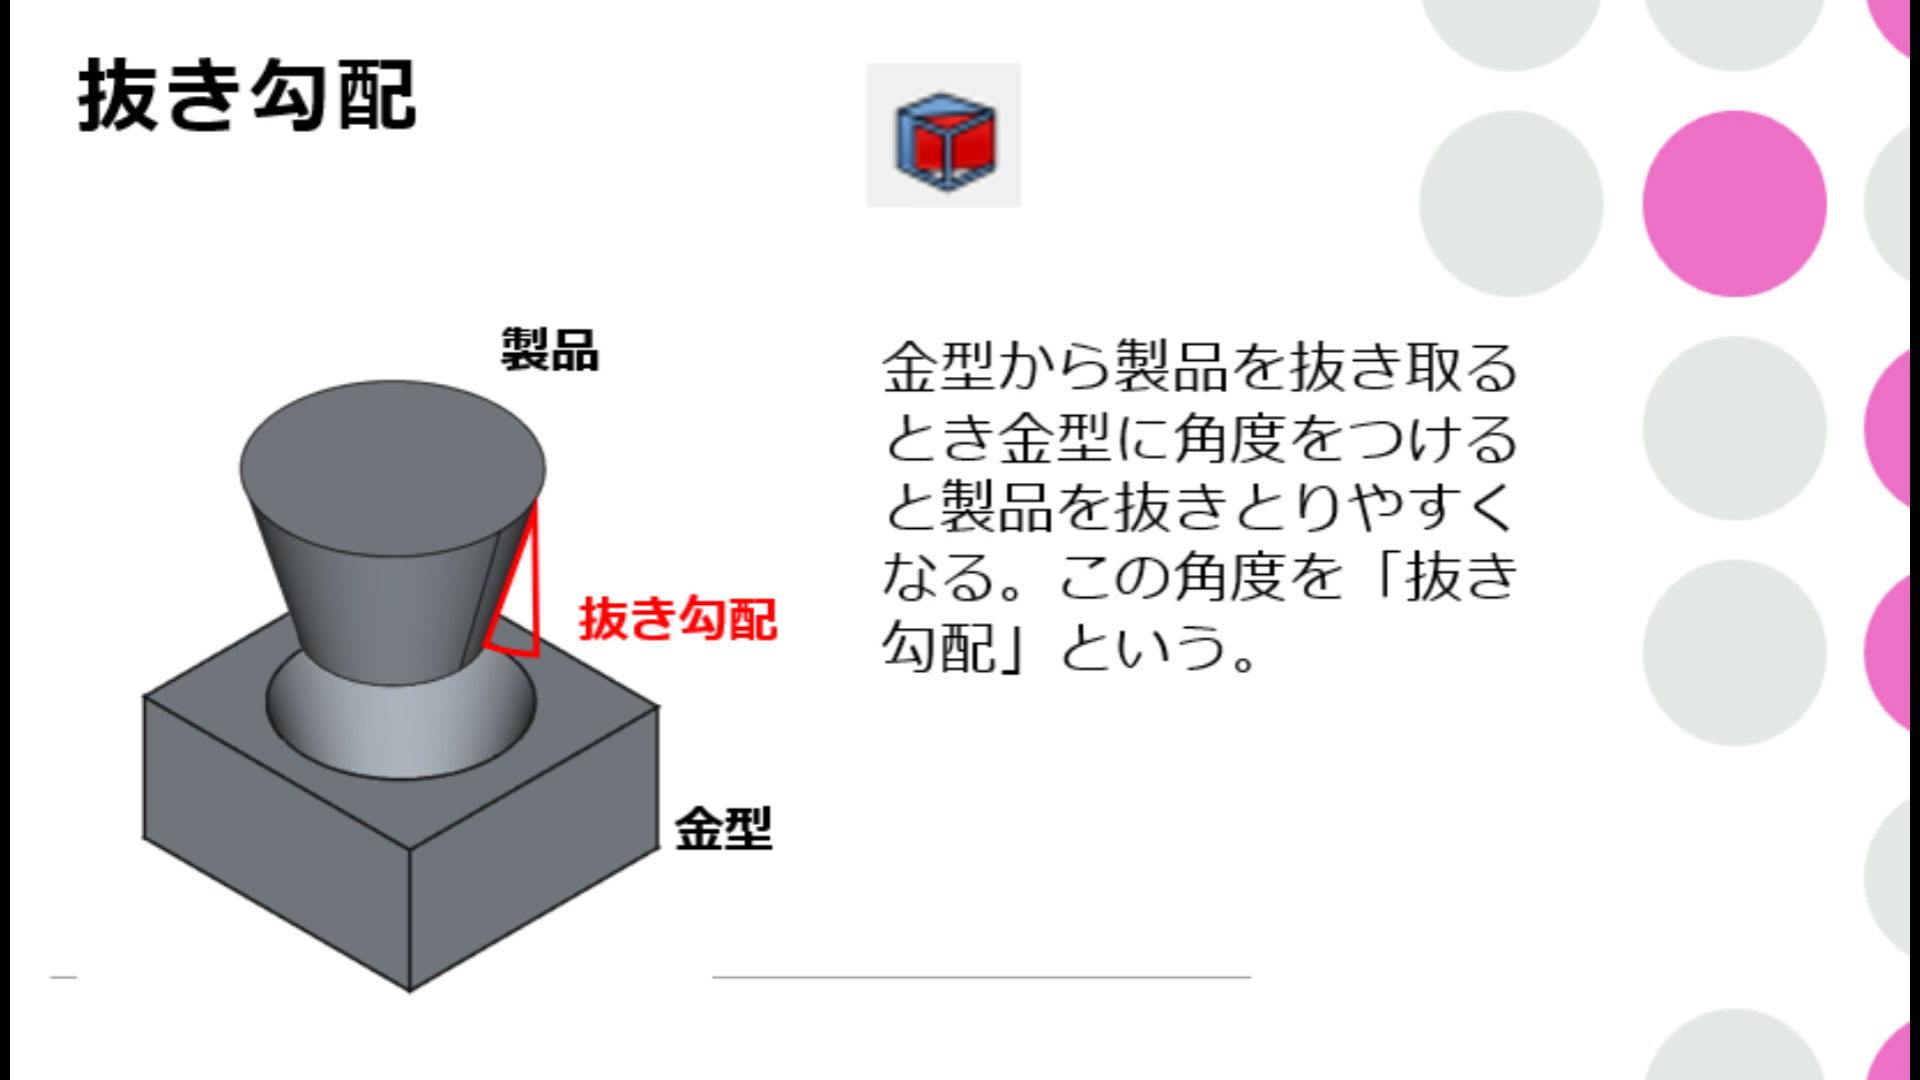 抜き勾配
製品
抜き勾配
金型
金型から製品を抜き取る
とき金型に角度をつける
と製品を抜きとりやすく
なる。この角度を「抜き
勾配」という。